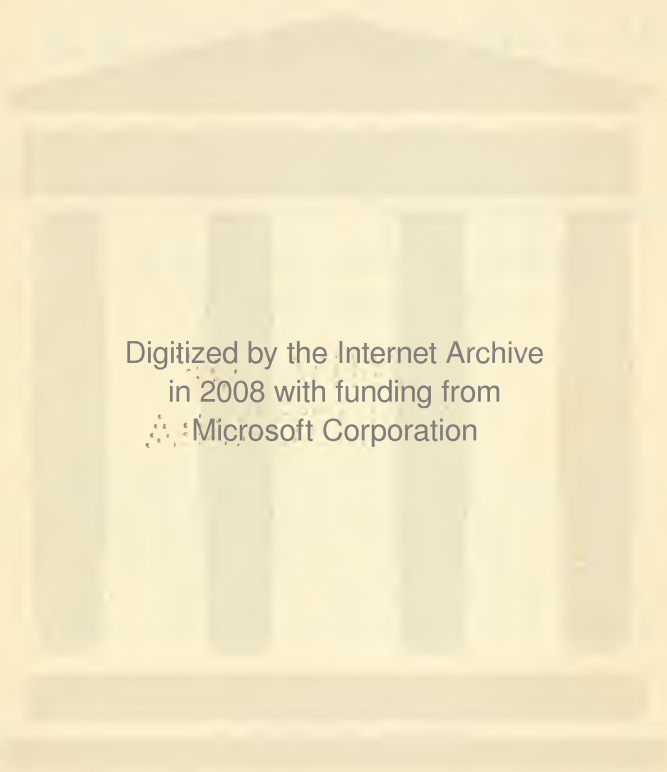 Digitized by the Internet Archive
in 2008 with funding from
Microsoft Corporation